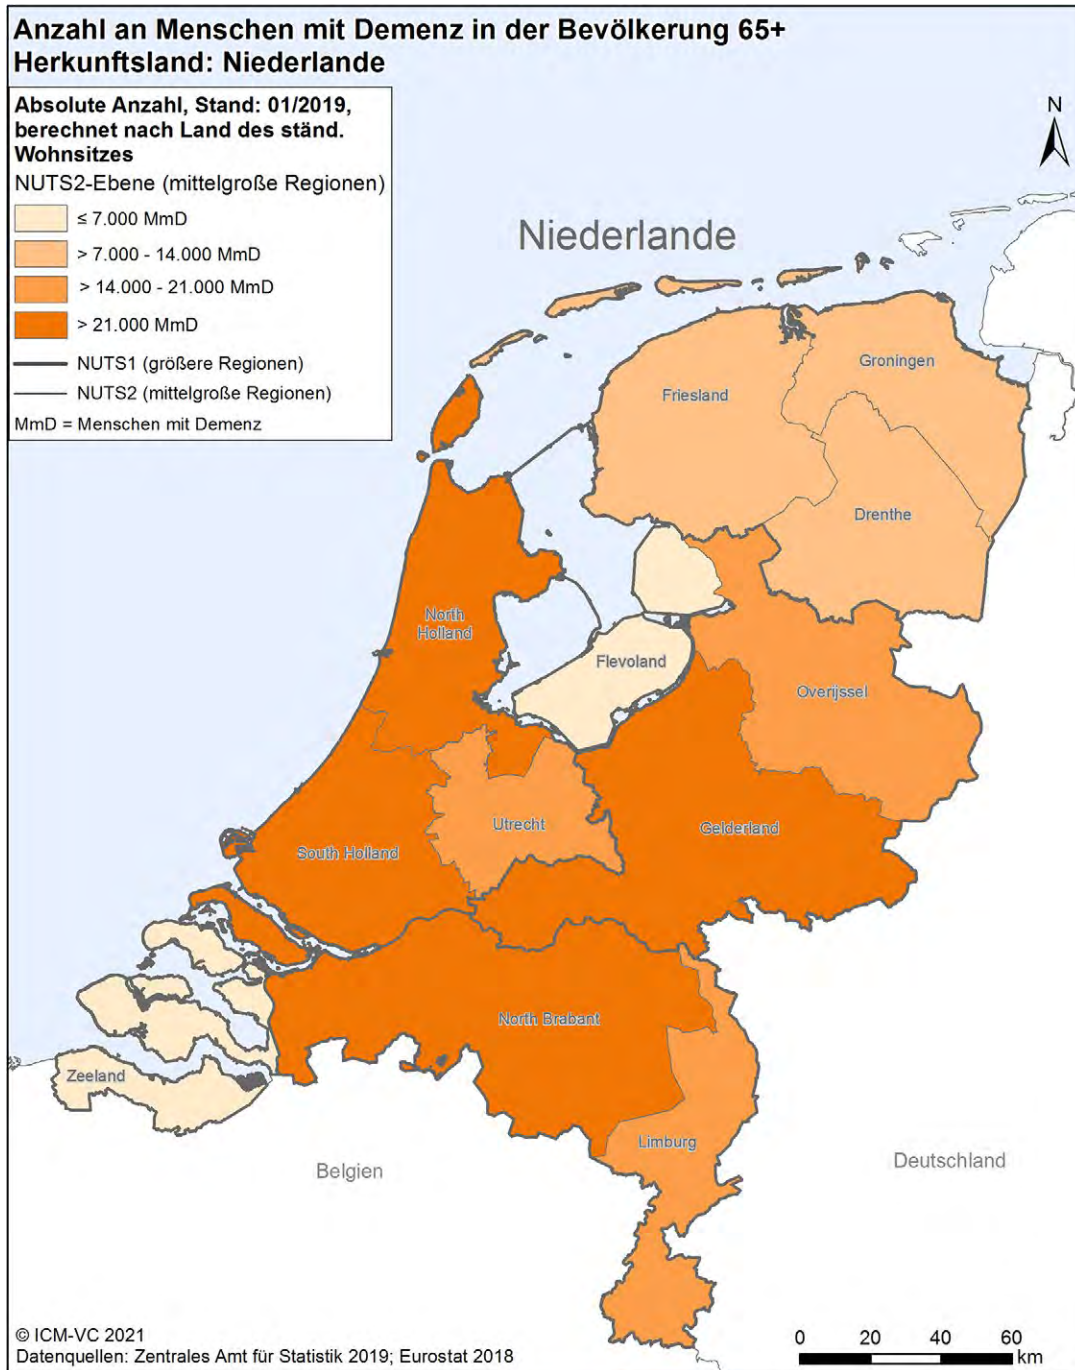 Anzahl an Menschen mit Demenz in der Bevölkerung 65+
Herkunftsland: Niederlande
Absolute Anzahl, Stand: 01/2019,
berechnet nach Land des ständ.
Wohnsitzes
NUTS2-Ebene (mittelgroße Regionen)
≤ 7.000 MmD
> 7.000 - 14.000 MmD
> 14.000 - 21.000 MmD
> 21.000 MmD
NUTS1 (größere Regionen)
NUTS2 (mittelgroße Regionen)
MmD = Menschen mit Demenz
N
Niederlande
Groningen
Friesland
Drenthe
North
Holland
Flevoland
Overijssel
Utrecht
Gelderland
South Holland
North Brabant
Zeeland
Limburg
Belgien
Deutschland
© ICM-VC 2021
Datenquellen: Zentrales Amt für Statistik 2019; Eurostat 2018
0 20 40 60
km